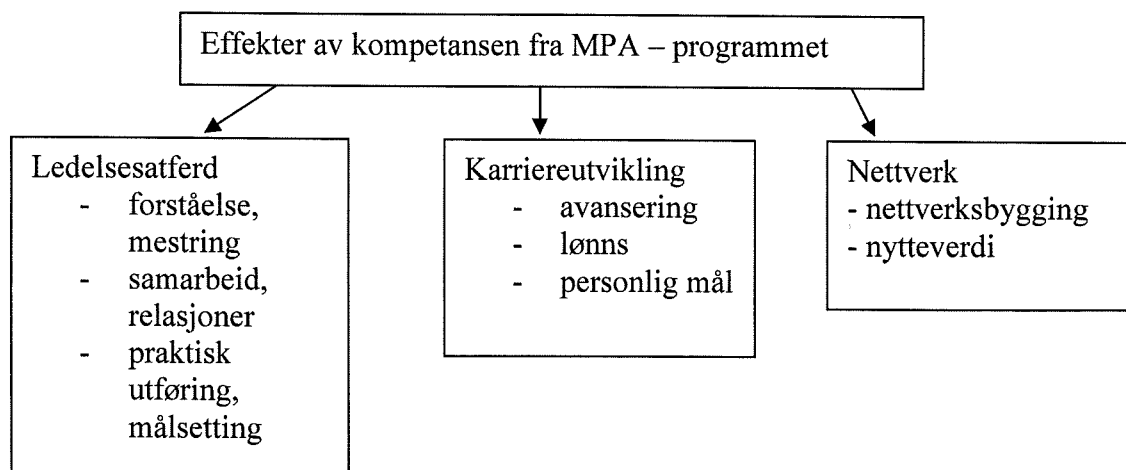 Effekter av kompetansen fra MPA – programmet
Ledelsesatferd
- forståelse,
mestring
- samarbeid,
relasjoner
- praktisk
utføring,
målsetting
Karriereutvikling
- avansering
- lønns
- personlig mål
Nettverk
- nettverksbygging
- nytteverdi